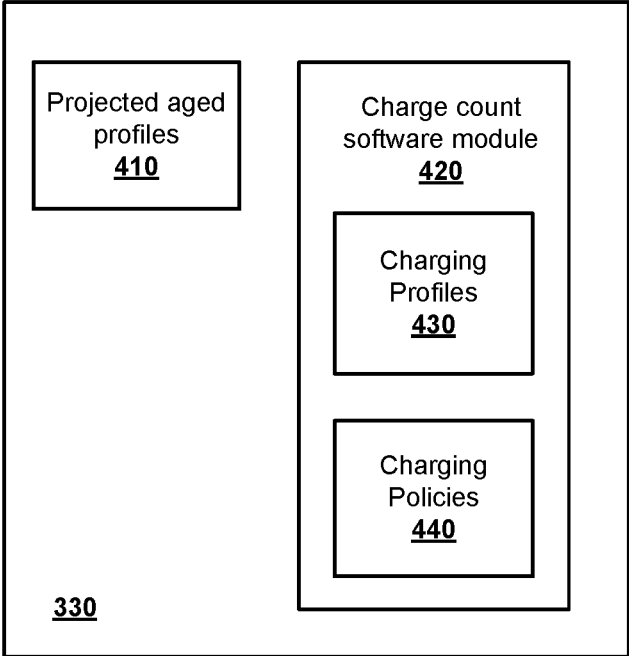 Projected aged
profiles
410
Charge count
software module
420
Charging
Profiles
430
Charging
Policies
440
330